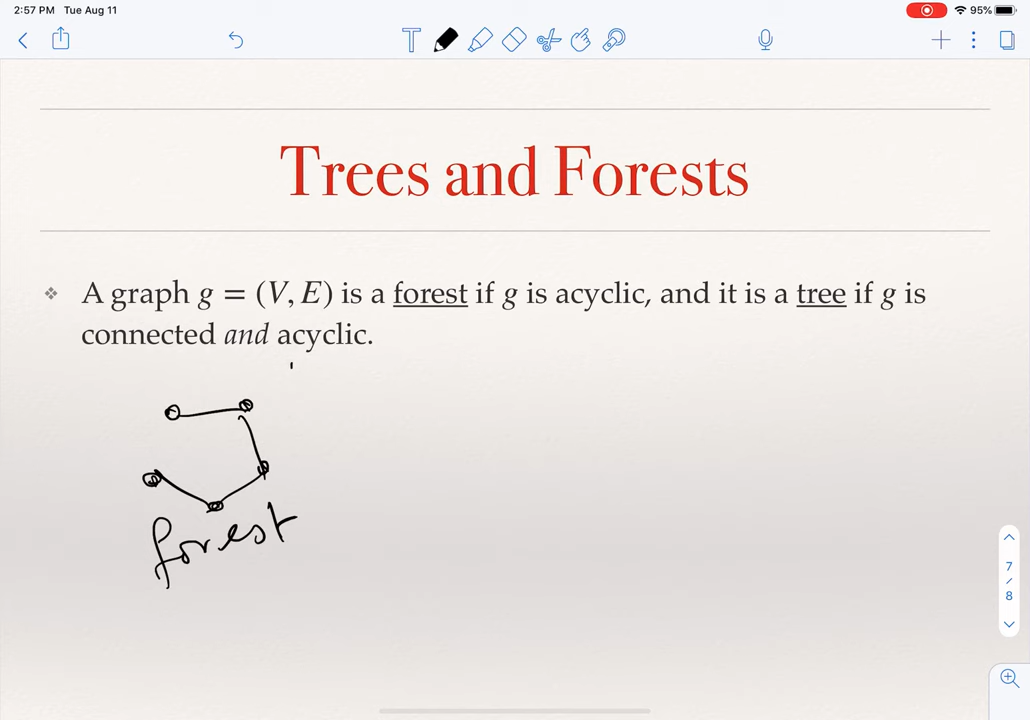 2:57 PM Tue Aug 11
95%
Trees and Forests
❖ A graph g = (V, E) is a forest if g is acyclic, and it is a tree if g is
connected and acyclic.
forest
7
/
8